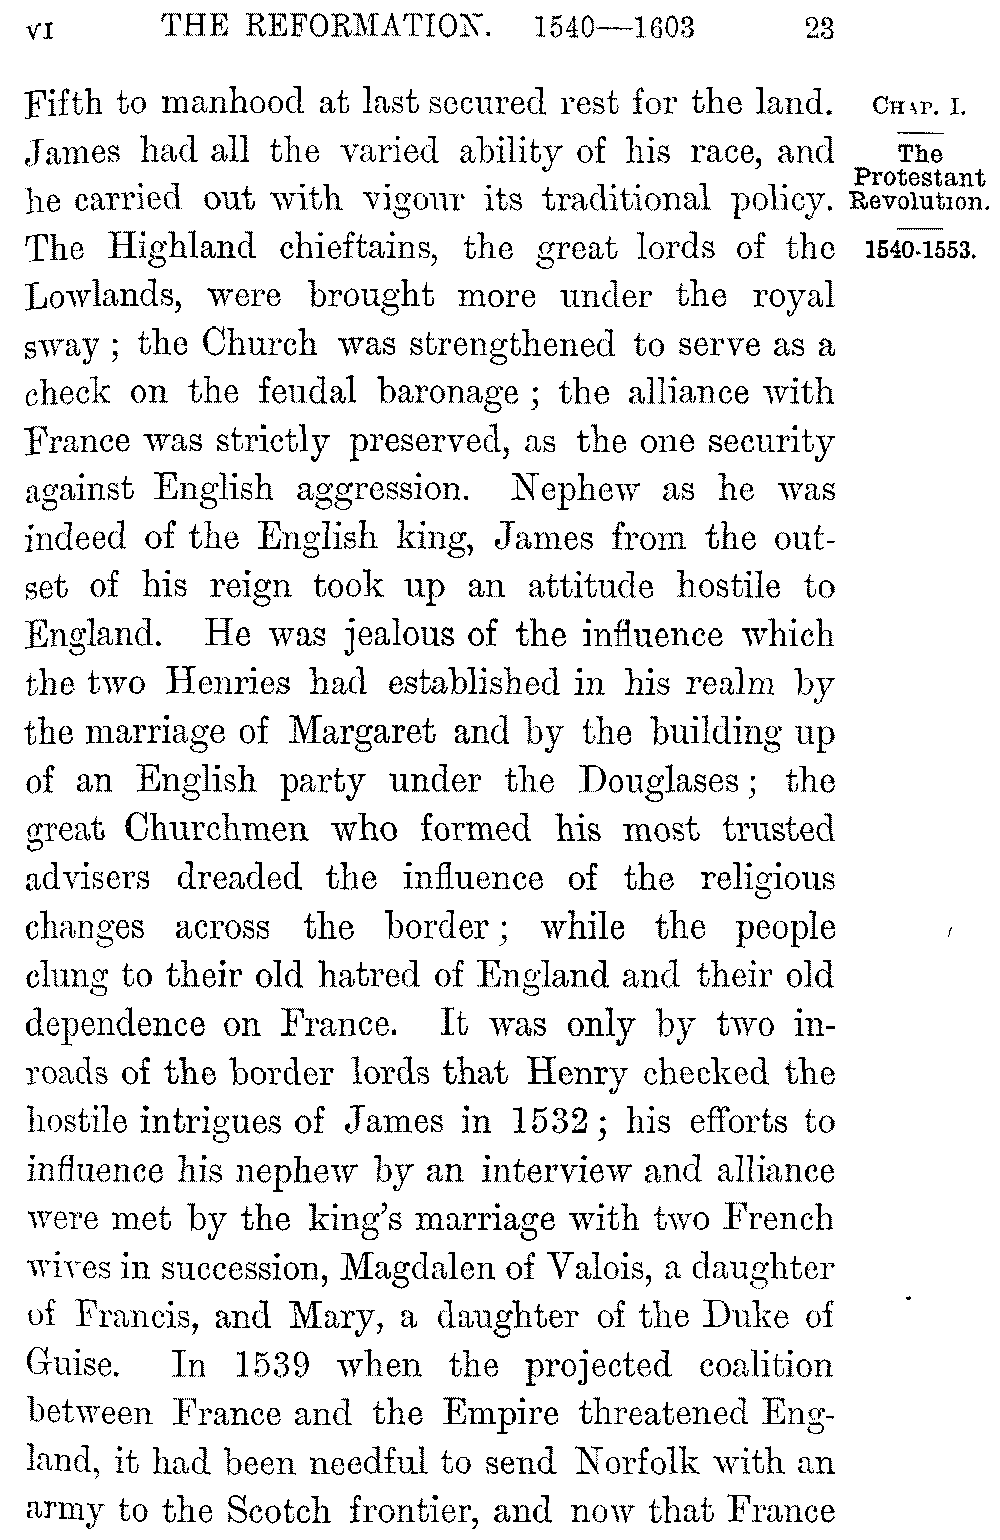 VI THE REFORMATION. 1540—1603 23
Fifth to manhood at last secured rest for the land.
James had all the varied ability of his race, and
he carried out with vigour its traditional policy.
The Highland chieftains, the great lords of the
Lowlands, were brought more under the royal
sway ; the Church was strengthened to serve as a
check on the feudal baronage ; the alliance with
France was strictly preserved, as the one security
against English aggression. Nephew as he was
indeed of the English king, James from the out-
set of his reign took up an attitude hostile to
England. He was jealous of the influence which
the two Henries had established in his realm by
the marriage of Margaret and by the building up
of an English party under the Douglases ; the
great Churchmen who formed his most trusted
advisers dreaded the influence of the religious
changes across the border ; while the people
clung to their old hatred of England and their old
dependence on France. It was only by two in-
roads of the border lords that Henry checked the
hostile intrigues of James in 1532 ; his efforts to
influence his nephew by an interview and alliance
were met by the king's marriage with two French
wives in succession, Magdalen of Valois, a daughter
of Francis, and Mary, a daughter of the Duke of
Guise. In 1539 when the projected coalition
between France and the Empire threatened Eng-
land, it had been needful to send Norfolk with an
army to the Scotch frontier, and now that France
CHAP. I.
The
Protestant
Revolution.
1540-1553.